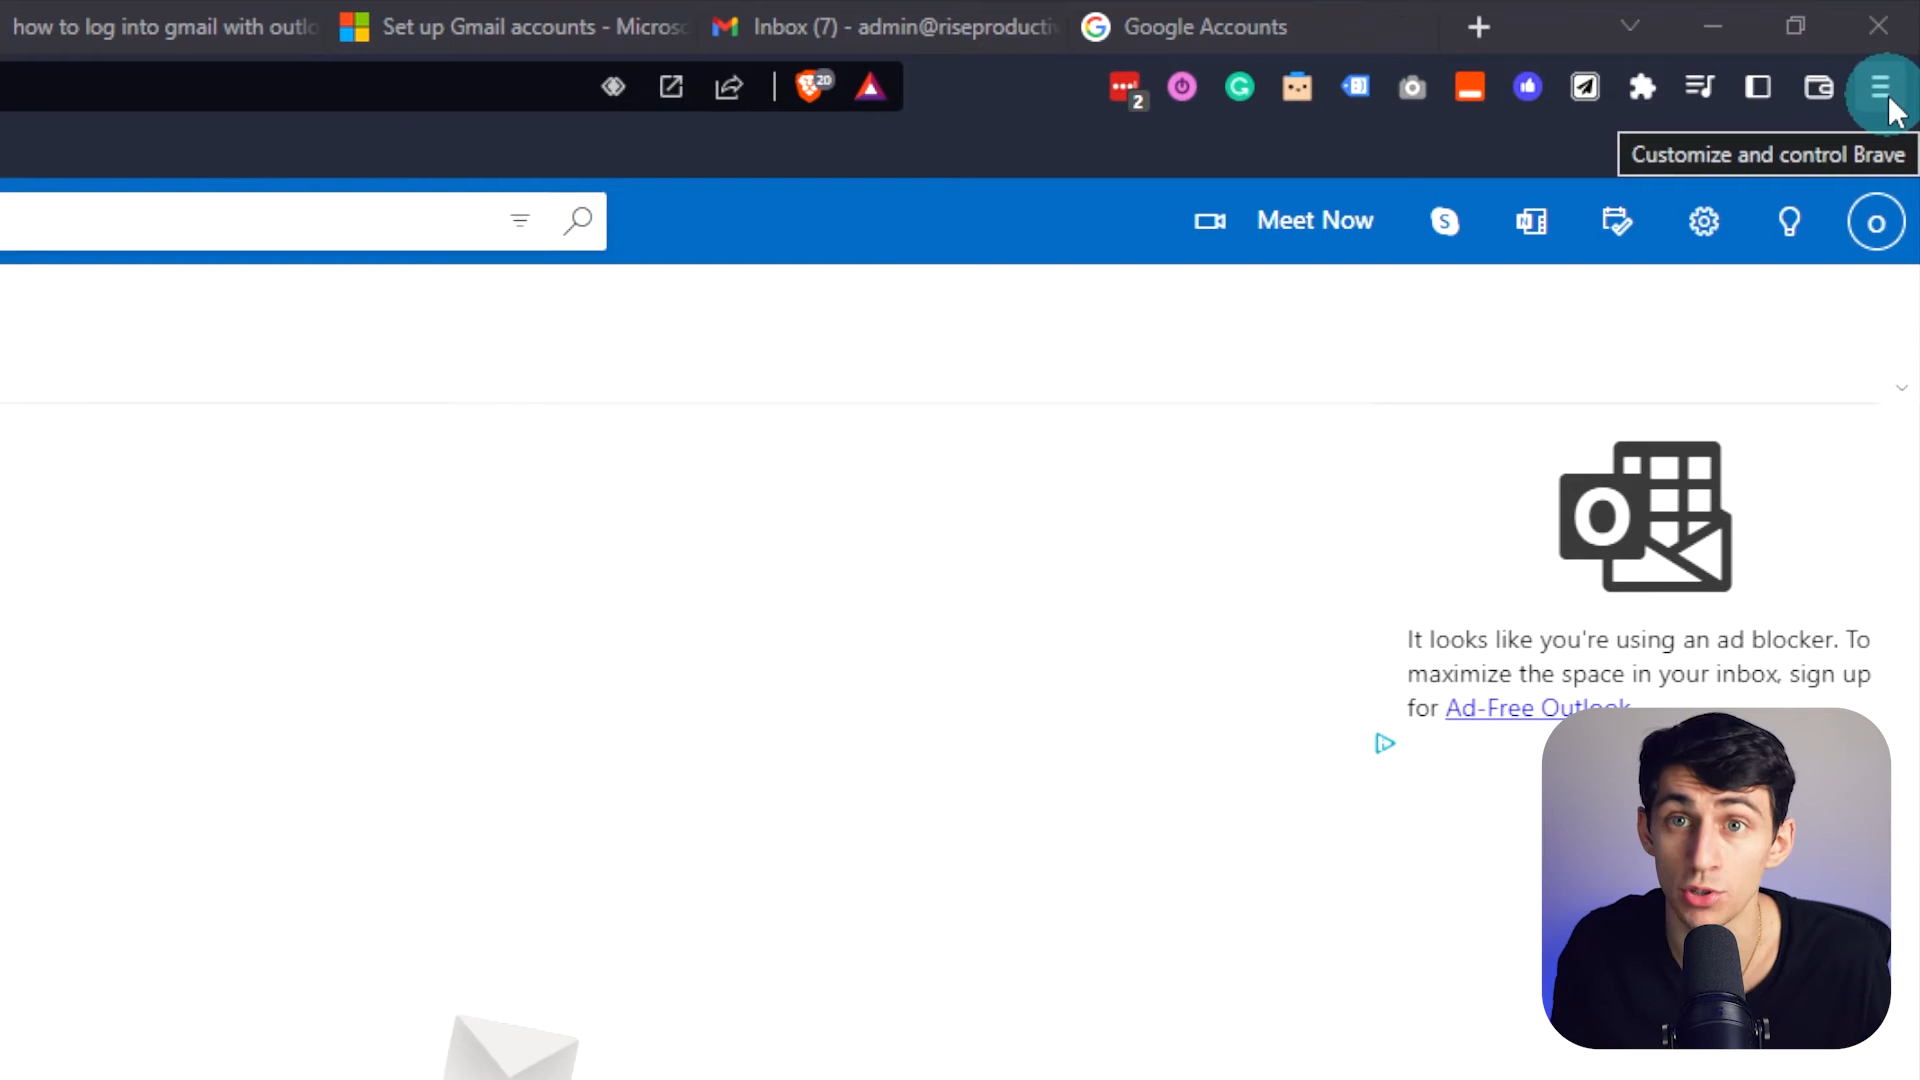 how to log into gmail with outlo
Set up Gmail accounts - Microso
Inbox (7) - admin@riseproductiv
Google Accounts
20
2
Customize and control Brave
Meet Now
S
N
o
O
It looks like you're using an ad blocker. To
maximize the space in your inbox, sign up
for Ad-Free Outlook